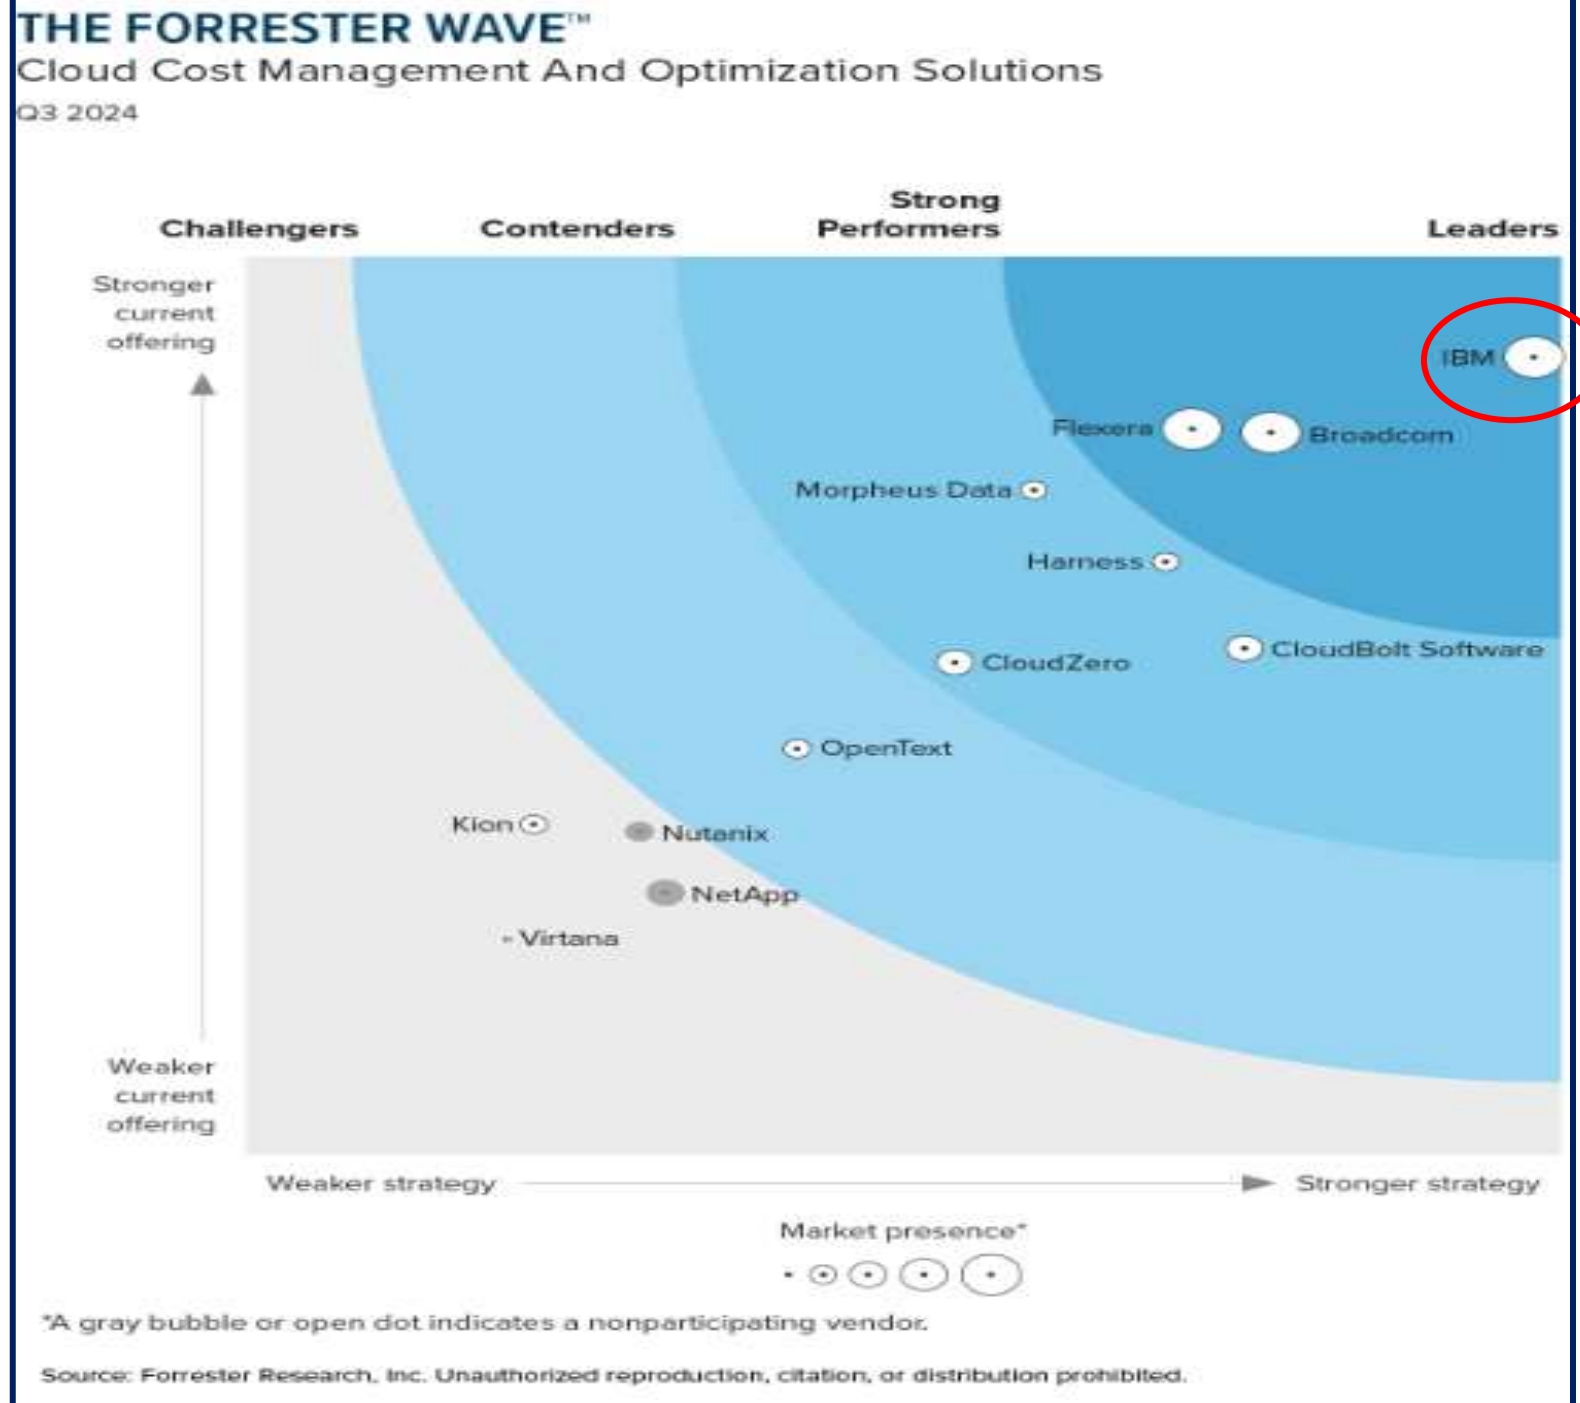 THE FORRESTER WAVE™
Cloud Cost Management And Optimization Solutions
Q3 2024
Challengers
Contenders
Strong
Performers
Leaders
Stronger
current
offering
IBM
Flexera
Broadcom
Morpheus Data
Harness
CloudBolt Software
CloudZero
OpenText
Kion
Nutanix
NetApp
Virtana
Weaker
current
offering
Weaker strategy
Stronger strategy
Market presence*
*A gray bubble or open dot indicates a nonparticipating vendor.
Source: Forrester Research, Inc. Unauthorized reproduction, citation, or distribution prohibited.